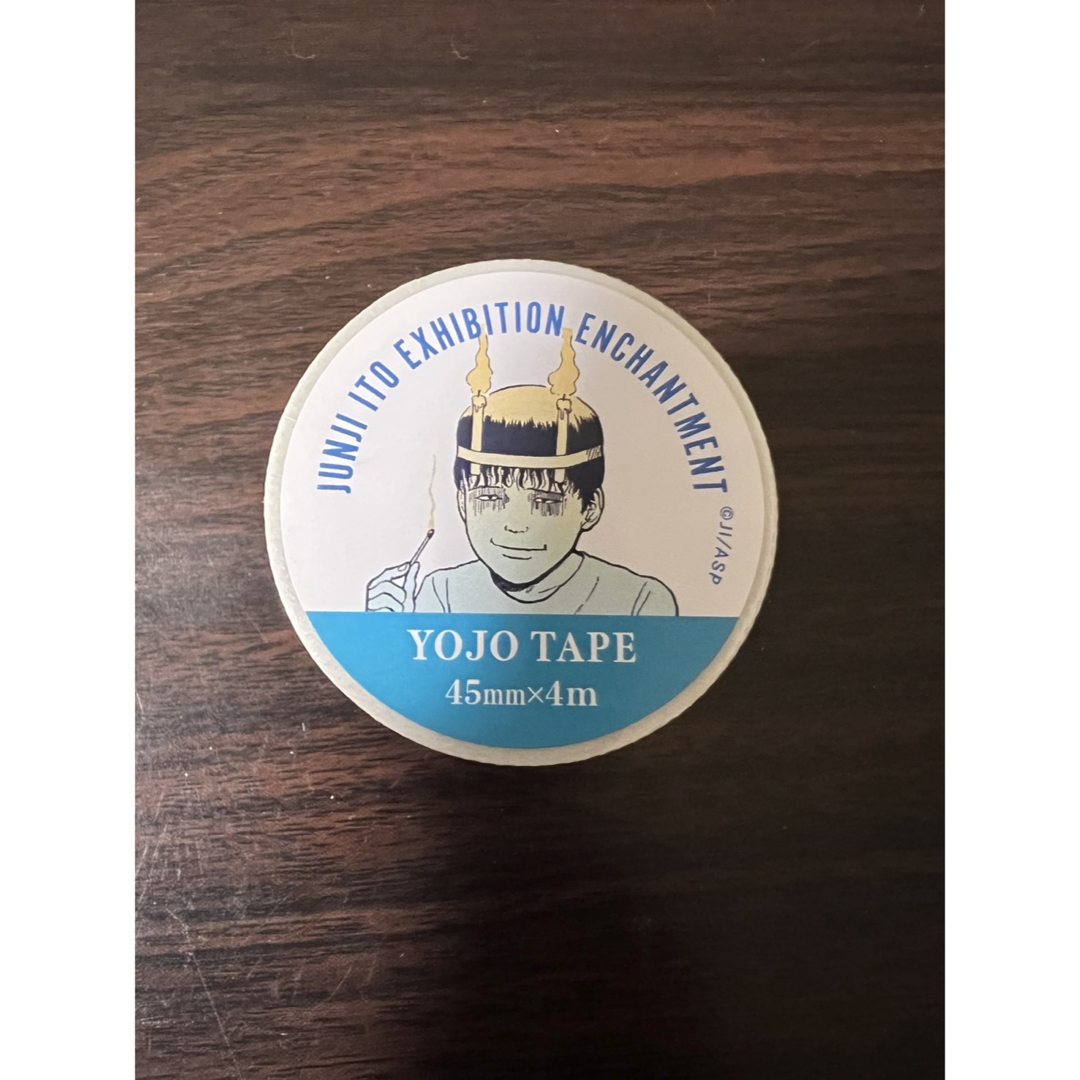 JUNJI ITO EXHIBITION ENCHANTMENT
©JI/ASP
YOJO TAPE
45mm×4m